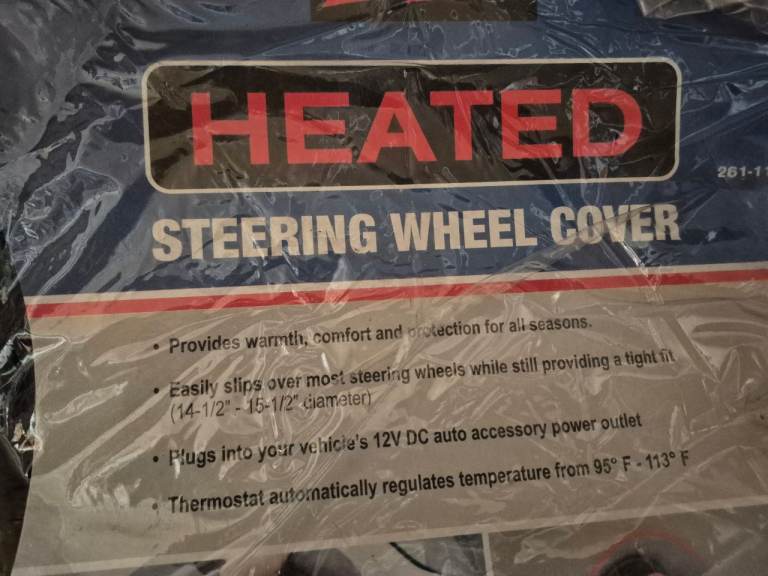 HEATED
261-11
STEERING WHEEL COVER
• Provides warmth, comfort and protection for all seasons.
• Easily slips over most steering wheels while still providing a tight fit
(14-1/2" - 15-1/2" diameter)
• Plugs into your vehicle's 12V DC auto accessory power outlet
• Thermostat automatically regulates temperature from 95° F - 113° F